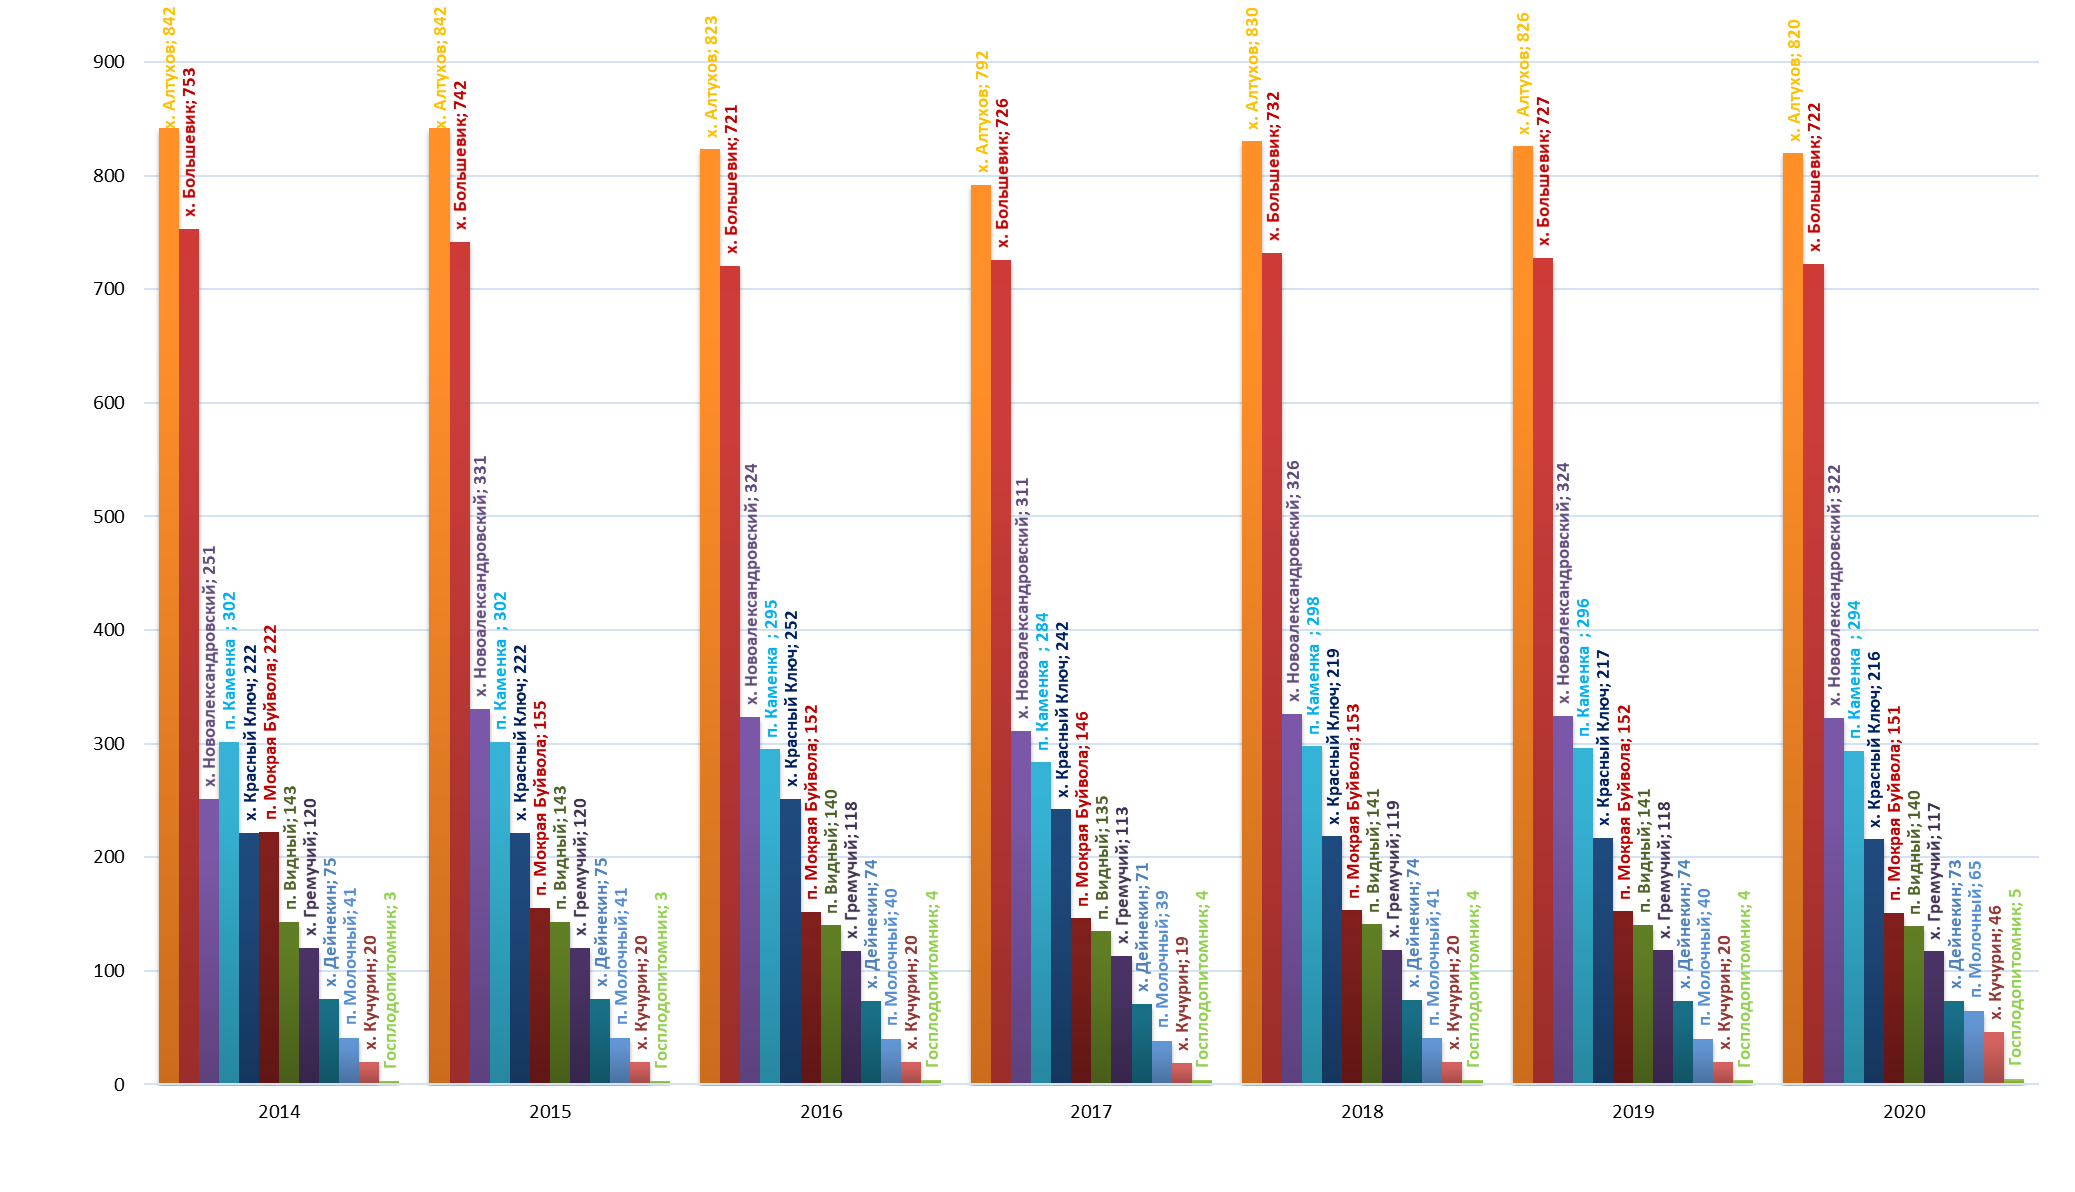 900
800
700
600
500
400
300
200
100
0
х. Алтухов; 842
х. Большевик; 753
х. Новоалександровский; 251
п. Каменка ; 302
х. Красный Ключ; 222
п. Мокрая Буйвола; 222
п. Видный; 143
х. Гремучий; 120
х. Дейнекин; 75
п. Молочный; 41
х. Кучурин; 20
Госплодопитомник; 3
х. Алтухов; 842
х. Большевик; 742
х. Новоалександровский; 331
п. Каменка ; 302
х. Красный Ключ; 222
п. Мокрая Буйвола; 155
п. Видный; 143
х. Гремучий; 120
х. Дейнекин; 75
п. Молочный; 41
х. Кучурин; 20
Госплодопитомник; 3
х. Алтухов; 823
х. Большевик; 721
х. Новоалександровский; 324
п. Каменка ; 295
х. Красный Ключ; 252
п. Мокрая Буйвола; 152
п. Видный; 140
х. Гремучий; 118
х. Дейнекин; 74
п. Молочный; 40
х. Кучурин; 20
Госплодопитомник; 4
х. Алтухов; 792
х. Большевик; 726
х. Новоалександровский; 311
п. Каменка ; 284
х. Красный Ключ; 242
п. Мокрая Буйвола; 146
п. Видный; 135
х. Гремучий; 113
х. Дейнекин; 71
п. Молочный; 39
х. Кучурин; 19
Госплодопитомник; 4
х. Алтухов; 830
х. Большевик; 732
х. Новоалександровский; 326
п. Каменка ; 298
х. Красный Ключ; 219
п. Мокрая Буйвола; 153
п. Видный; 141
х. Гремучий; 119
х. Дейнекин; 74
п. Молочный; 41
х. Кучурин; 20
Госплодопитомник; 4
х. Алтухов; 826
х. Большевик; 727
х. Новоалександровский; 324
п. Каменка ; 296
х. Красный Ключ; 217
п. Мокрая Буйвола; 152
п. Видный; 141
х. Гремучий; 118
х. Дейнекин; 74
п. Молочный; 40
х. Кучурин; 20
Госплодопитомник; 4
х. Алтухов; 820
х. Большевик; 722
х. Новоалександровский; 322
п. Каменка ; 294
х. Красный Ключ; 216
п. Мокрая Буйвола; 151
п. Видный; 140
х. Гремучий; 117
х. Дейнекин; 73
п. Молочный; 65
х. Кучурин; 46
Госплодопитомник; 5
2014
2015
2016
2017
2018
2019
2020